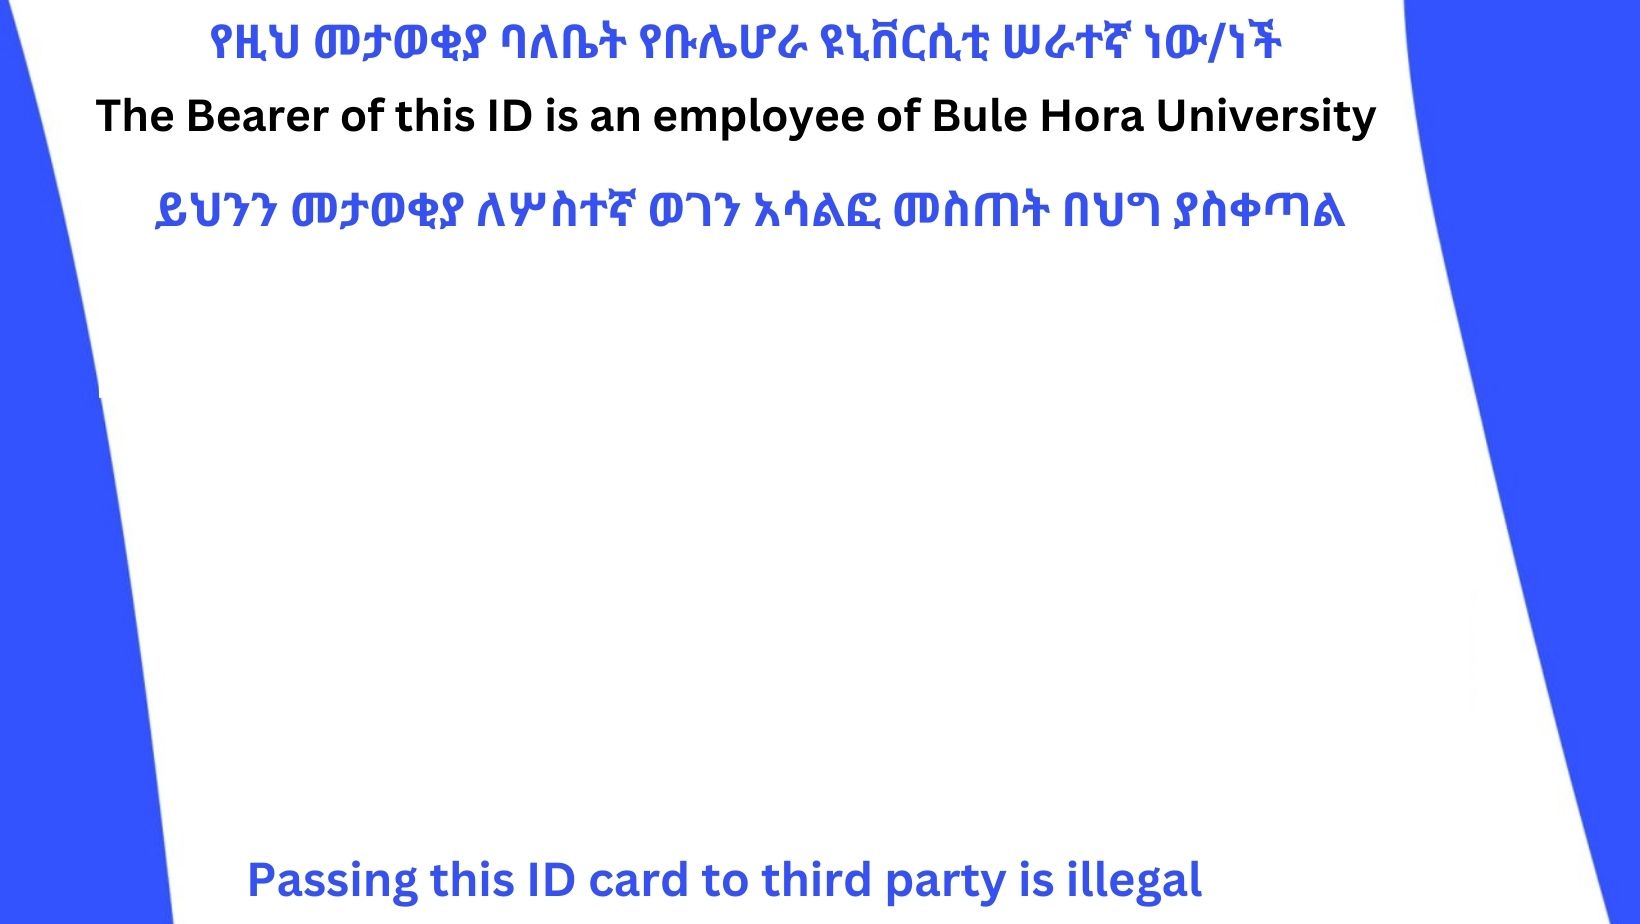 የዚህ መታወቂያ ባለቤት የቡሌሆራ ዩኒቨርሲቲ ሠራተኛ ነው/ነች
The Bearer of this ID is an employee of Bule Hora University
ይህንን መታወቂያ ለሦስተኛ ወገን አሳልፎ መስጠት በህግ ያስቀጣል
Passing this ID card to third party is illegal